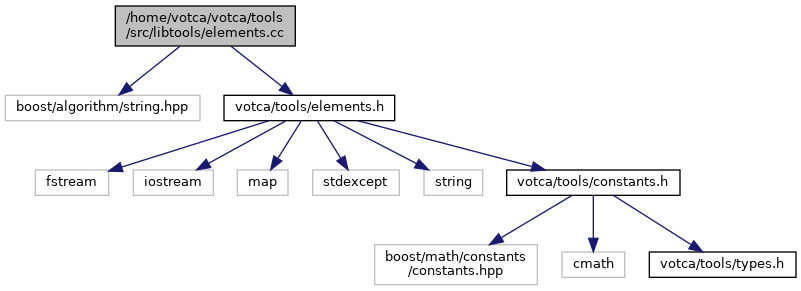 /home/votca/votca/tools
/src/libtools/elements.cc
boost/algorithm/string.hpp
votca/tools/elements.h
fstream
iostream
map
stdexcept
string
votca/tools/constants.h
boost/math/constants
/constants.hpp
cmath
votca/tools/types.h